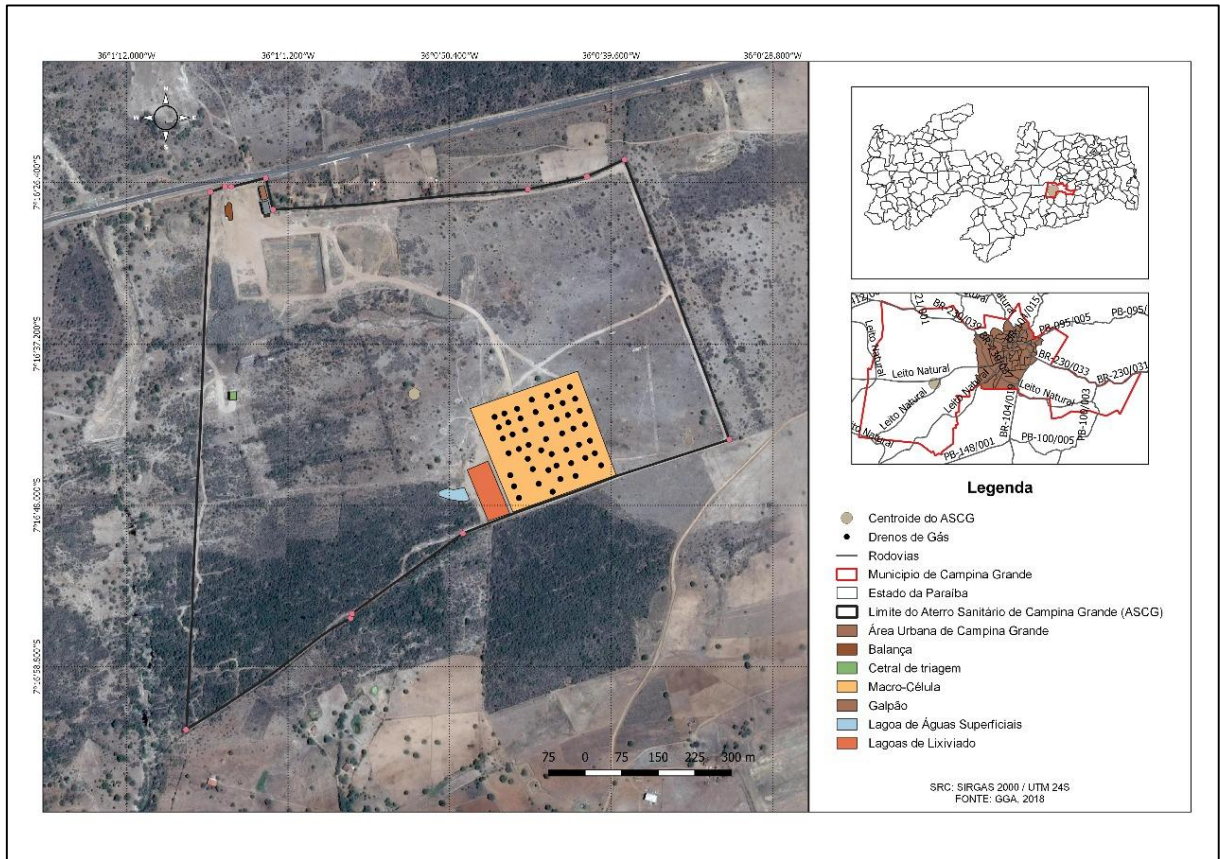 36°1'12.000"W 36°1'1.200"W 36°0'50.400"W 36°0'39.600"W 36°0'28.800"W
7°16'26.400"S
7°16'37.200"S
7°16'48.000"S
7°16'58.800"S
N
W E
S
75 0 75 150 225 300 m
BR-230/039
PB-095/005
PB-095/
Leito Natural
Leito Natural
Leito Natural
Leito Natural
Leito Natural
BR-230/033
BR-230/031
BR-104/019
PB-100/003
PB-100/005
PB-148/001
Legenda
Centroide do ASCG
Drenos de Gás
Rodovias
Municipio de Campina Grande
Estado da Paraíba
Limite do Aterro Sanitário de Campina Grande (ASCG)
Área Urbana de Campina Grande
Balança
Cetral de triagem
Macro-Célula
Galpão
Lagoa de Águas Superficiais
Lagoas de Lixiviado
SRC: SIRGAS 2000 / UTM 24S
FONTE: GGA, 2018